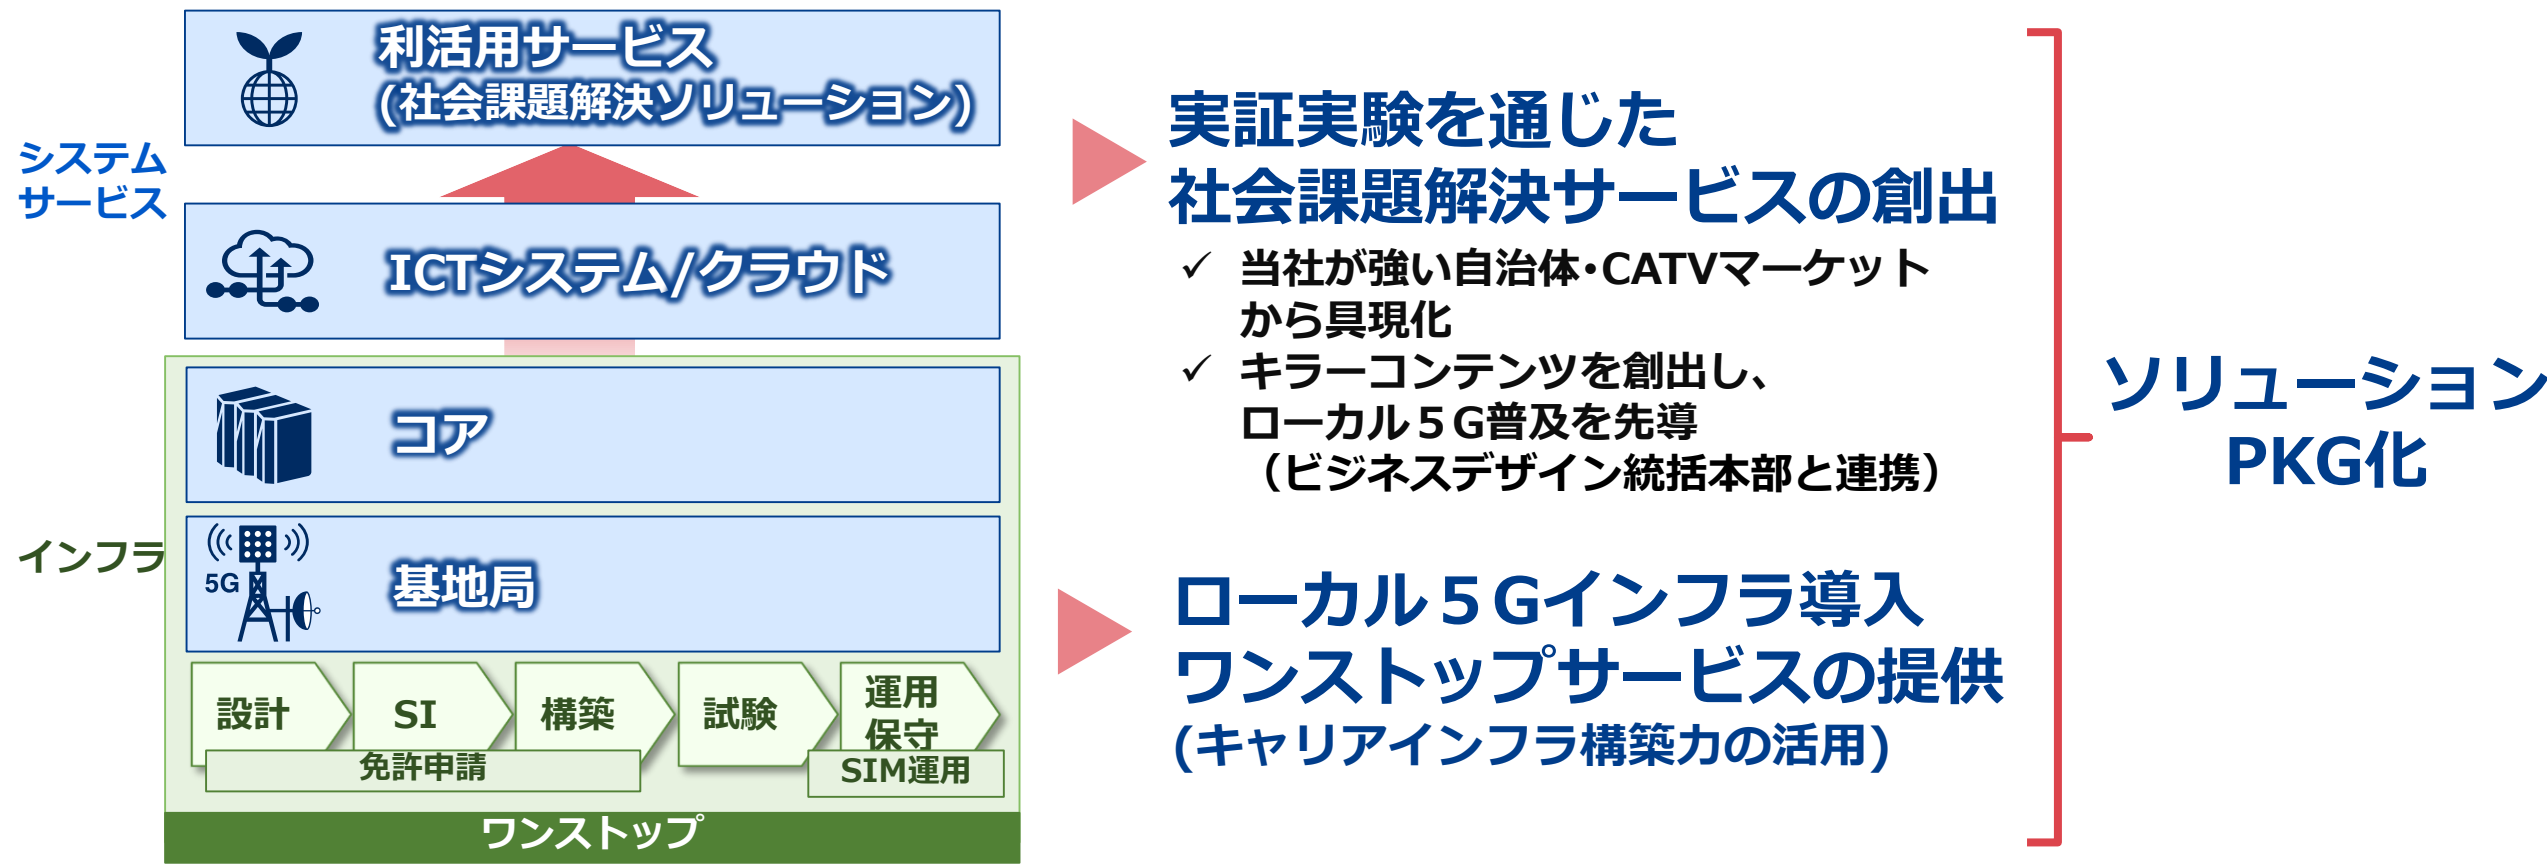 利活用サービス
(社会課題解決ソリューション)
システム
サービス
ICTシステム/クラウド
コア
インフラ
5G
基地局
設計
SI
構築
試験
運用
保守
免許申請
SIM運用
ワンストップ
実証実験を通じた
社会課題解決サービスの創出
✓ 当社が強い自治体・CATVマーケット
から具現化
✓ キラーコンテンツを創出し、
ローカル５G普及を先導
（ビジネスデザイン統括本部と連携）
ローカル５Gインフラ導入
ワンストップサービスの提供
(キャリアインフラ構築力の活用)
ソリューション
PKG化